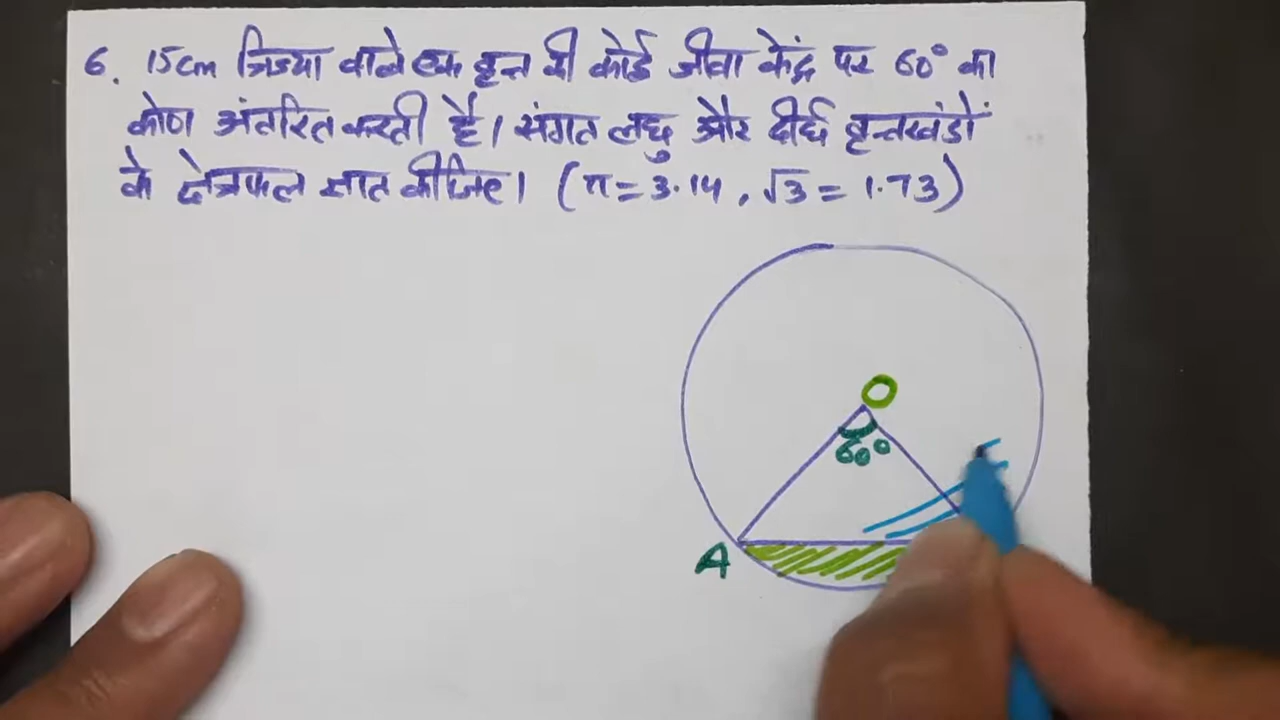 6. 15cm त्रिज्या वाले एक वृत्त की कोई जीवा केंद्र पर 60° का
कोण अंतरित करती है। संगत लघु और दीर्घ वृत्तखंडों
के क्षेत्रफल ज्ञात कीजिए। (π = 3.14, √3 = 1.73)
O
60°
A